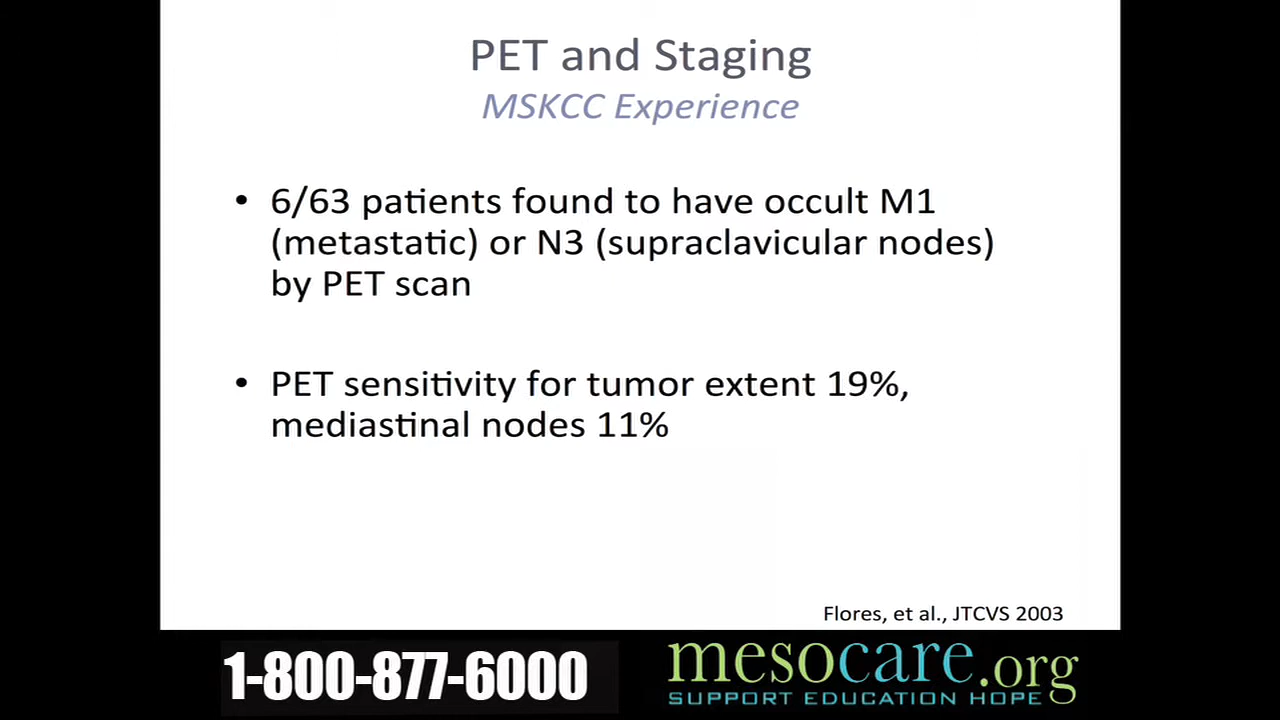 PET and Staging
MSKCC Experience
• 6/63 patients found to have occult M1
(metastatic) or N3 (supraclavicular nodes)
by PET scan
• PET sensitivity for tumor extent 19%,
mediastinal nodes 11%
Flores, et al., JTCVS 2003
1-800-877-6000
mesocare.org
SUPPORT EDUCATION HOPE